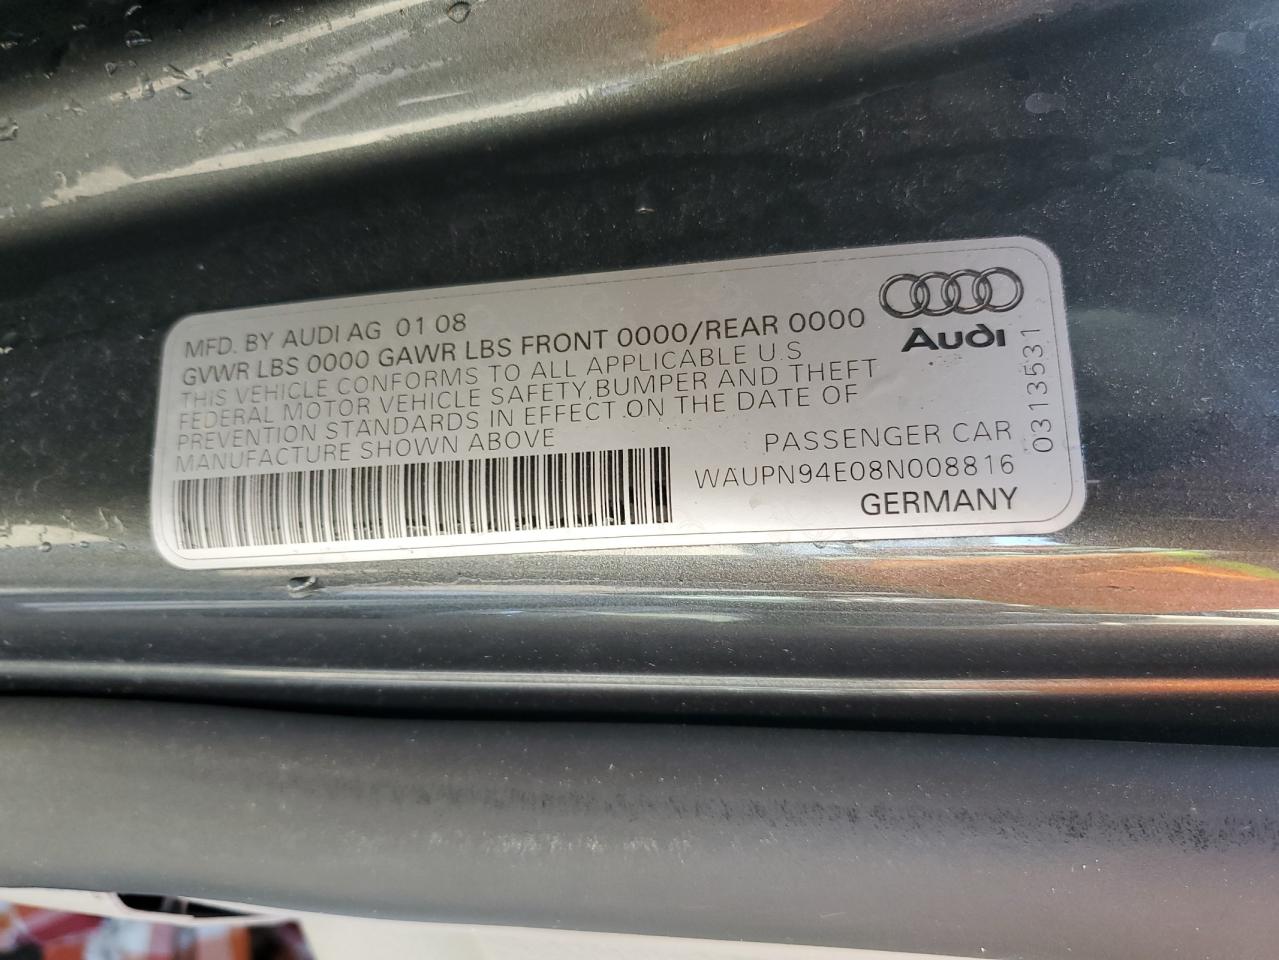 MFD. BY AUDI AG 01 08
GVWR LBS 0000 GAWR LBS FRONT 0000/REAR 0000
THIS VEHICLE CONFORMS TO ALL APPLICABLE U.S
FEDERAL MOTOR VEHICLE SAFETY, BUMPER AND THEFT
PREVENTION STANDARDS IN EFFECT.ON THE DATE OF
MANUFACTURE SHOWN ABOVE
Audi
0313531
PASSENGER CAR
WAUPN94E08N008816
GERMANY